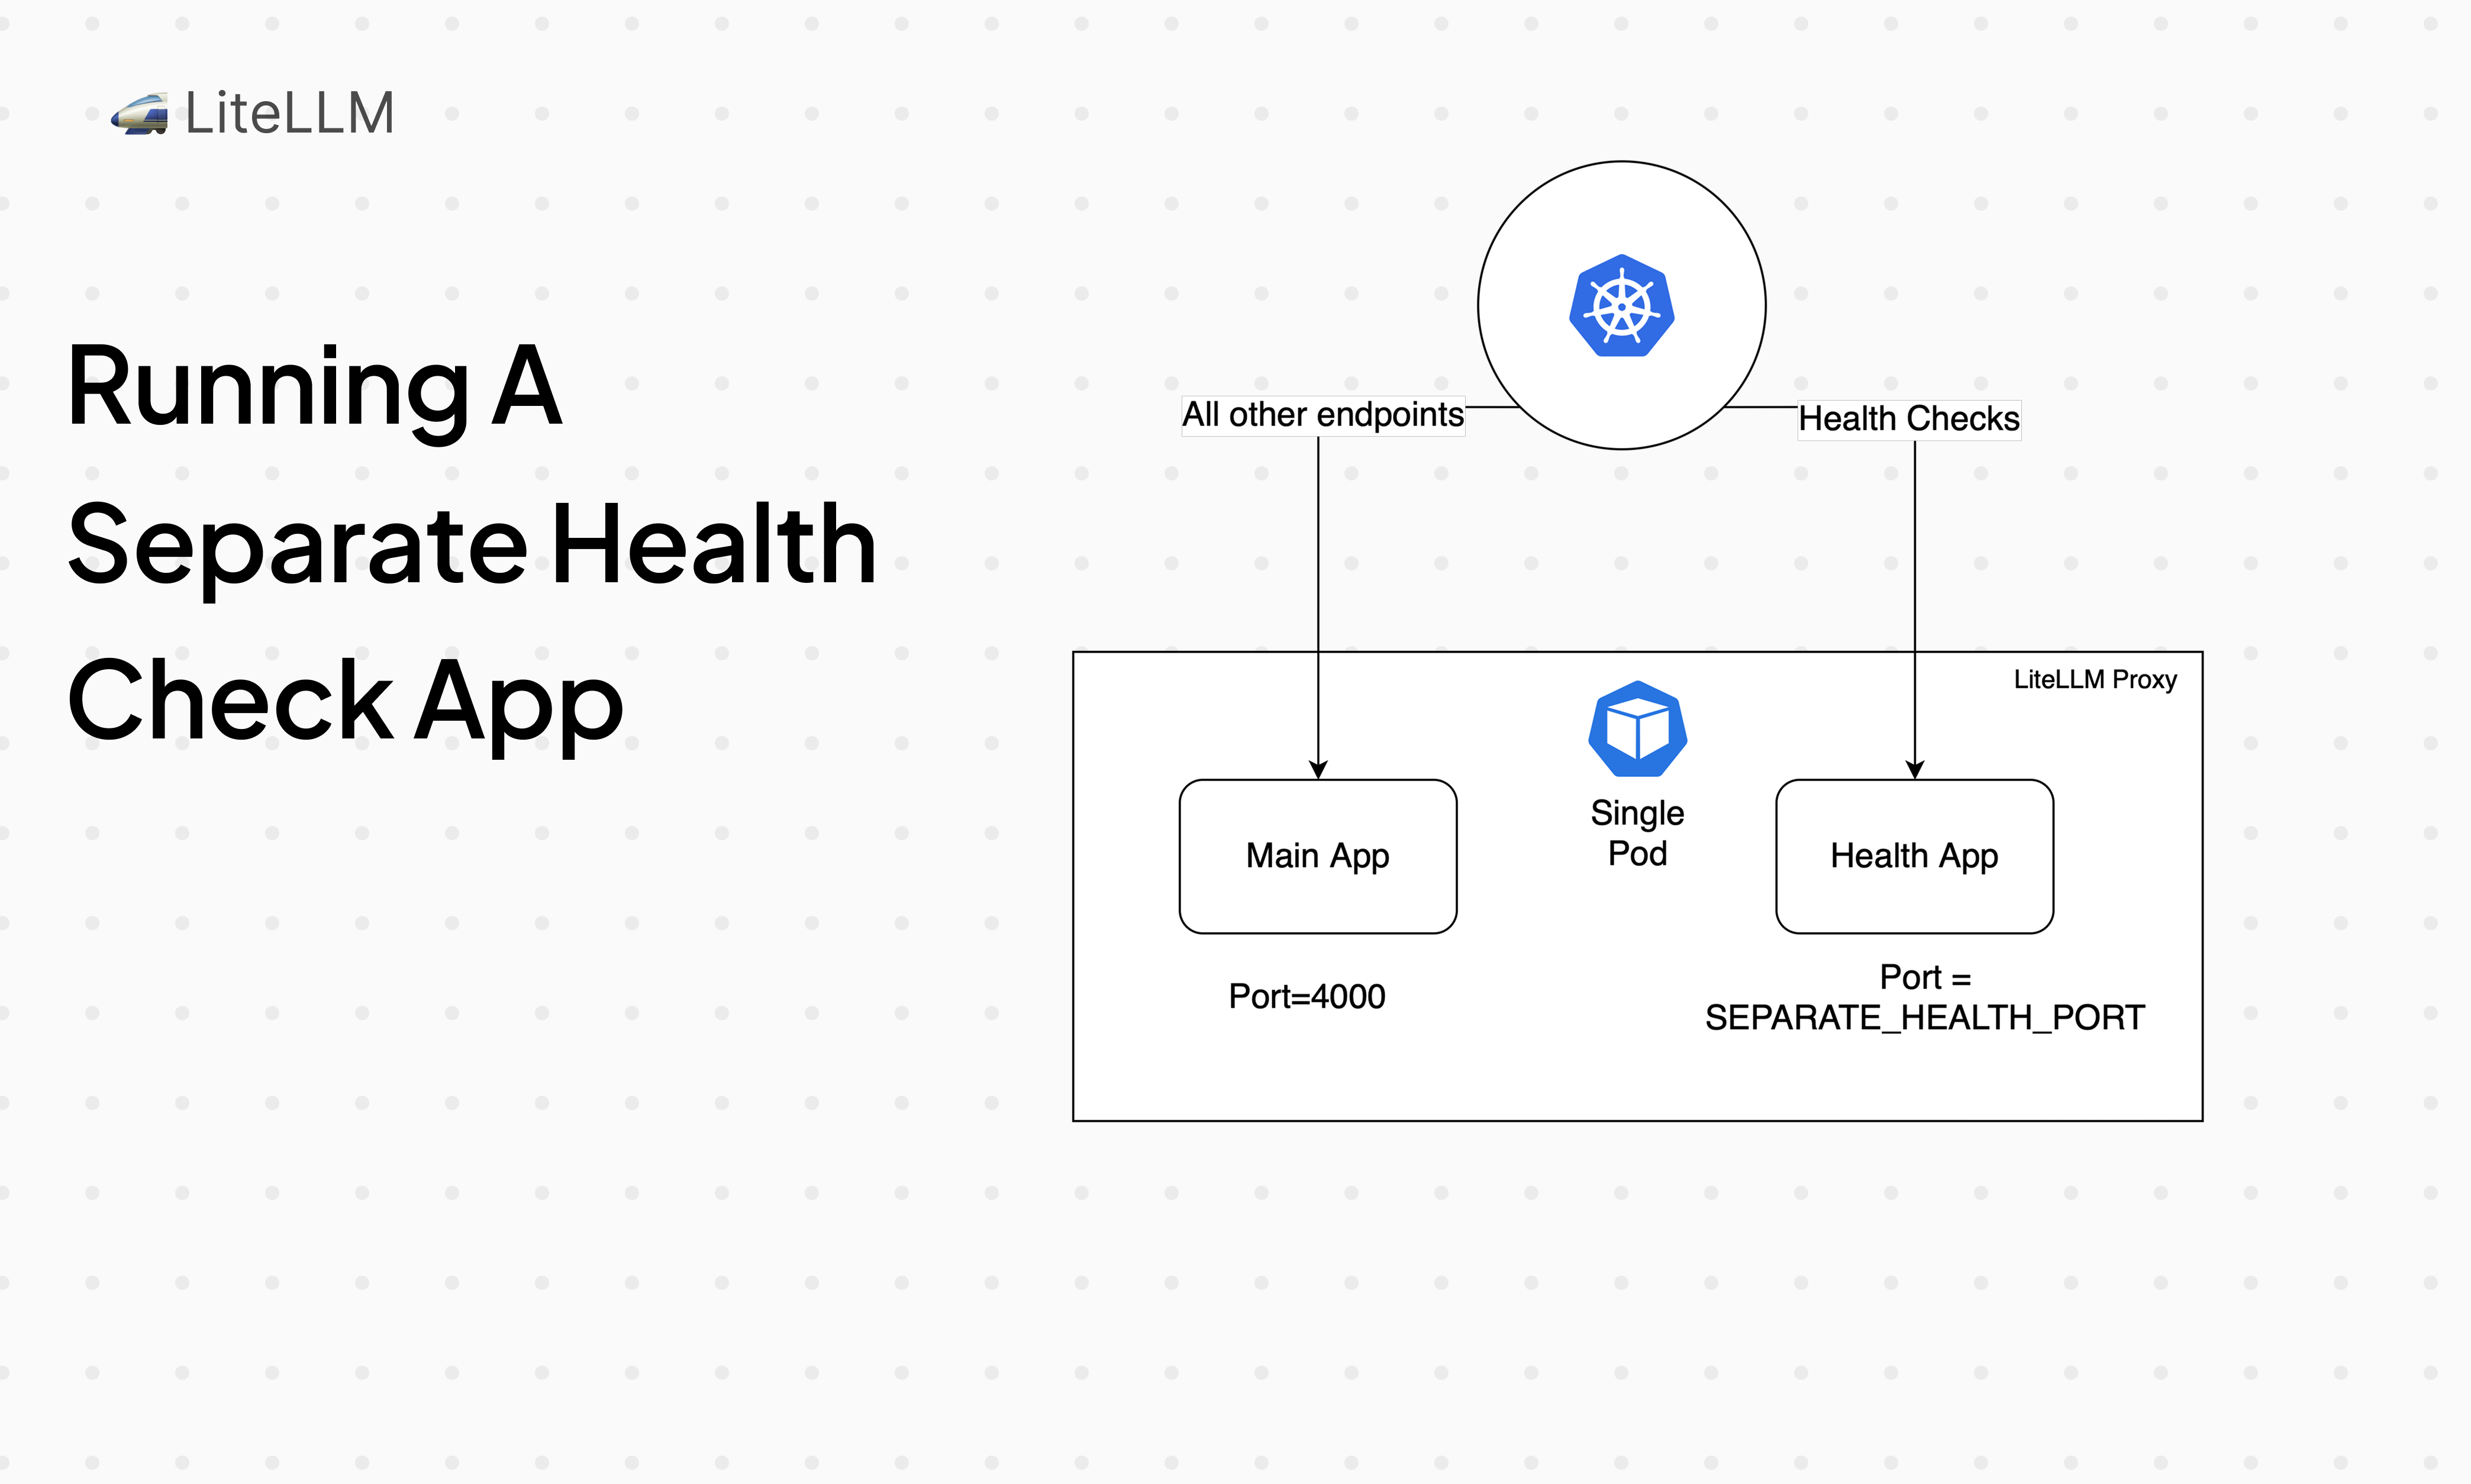 LiteLLM
Running A
Separate Health
Check App
All other endpoints
Health Checks
LiteLLM Proxy
Single
Pod
Main App
Health App
Port=4000
Port =
SEPARATE_HEALTH_PORT